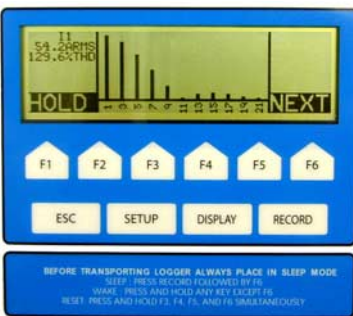 I1
54.2ARMS
129.6%THD
HOLD
1 3 5 7 9 11 13 15 17 19 21
NEXT
F1 F2 F3 F4 F5 F6
ESC SETUP DISPLAY RECORD
BEFORE TRANSPORTING LOGGER ALWAYS PLACE IN SLEEP MODE
SLEEP : PRESS RECORD FOLLOWED BY F6
WAKE : PRESS AND HOLD ANY KEY EXCEPT F6
RESET: PRESS AND HOLD F3, F4, F5, AND F6 SIMULTANEOUSLY